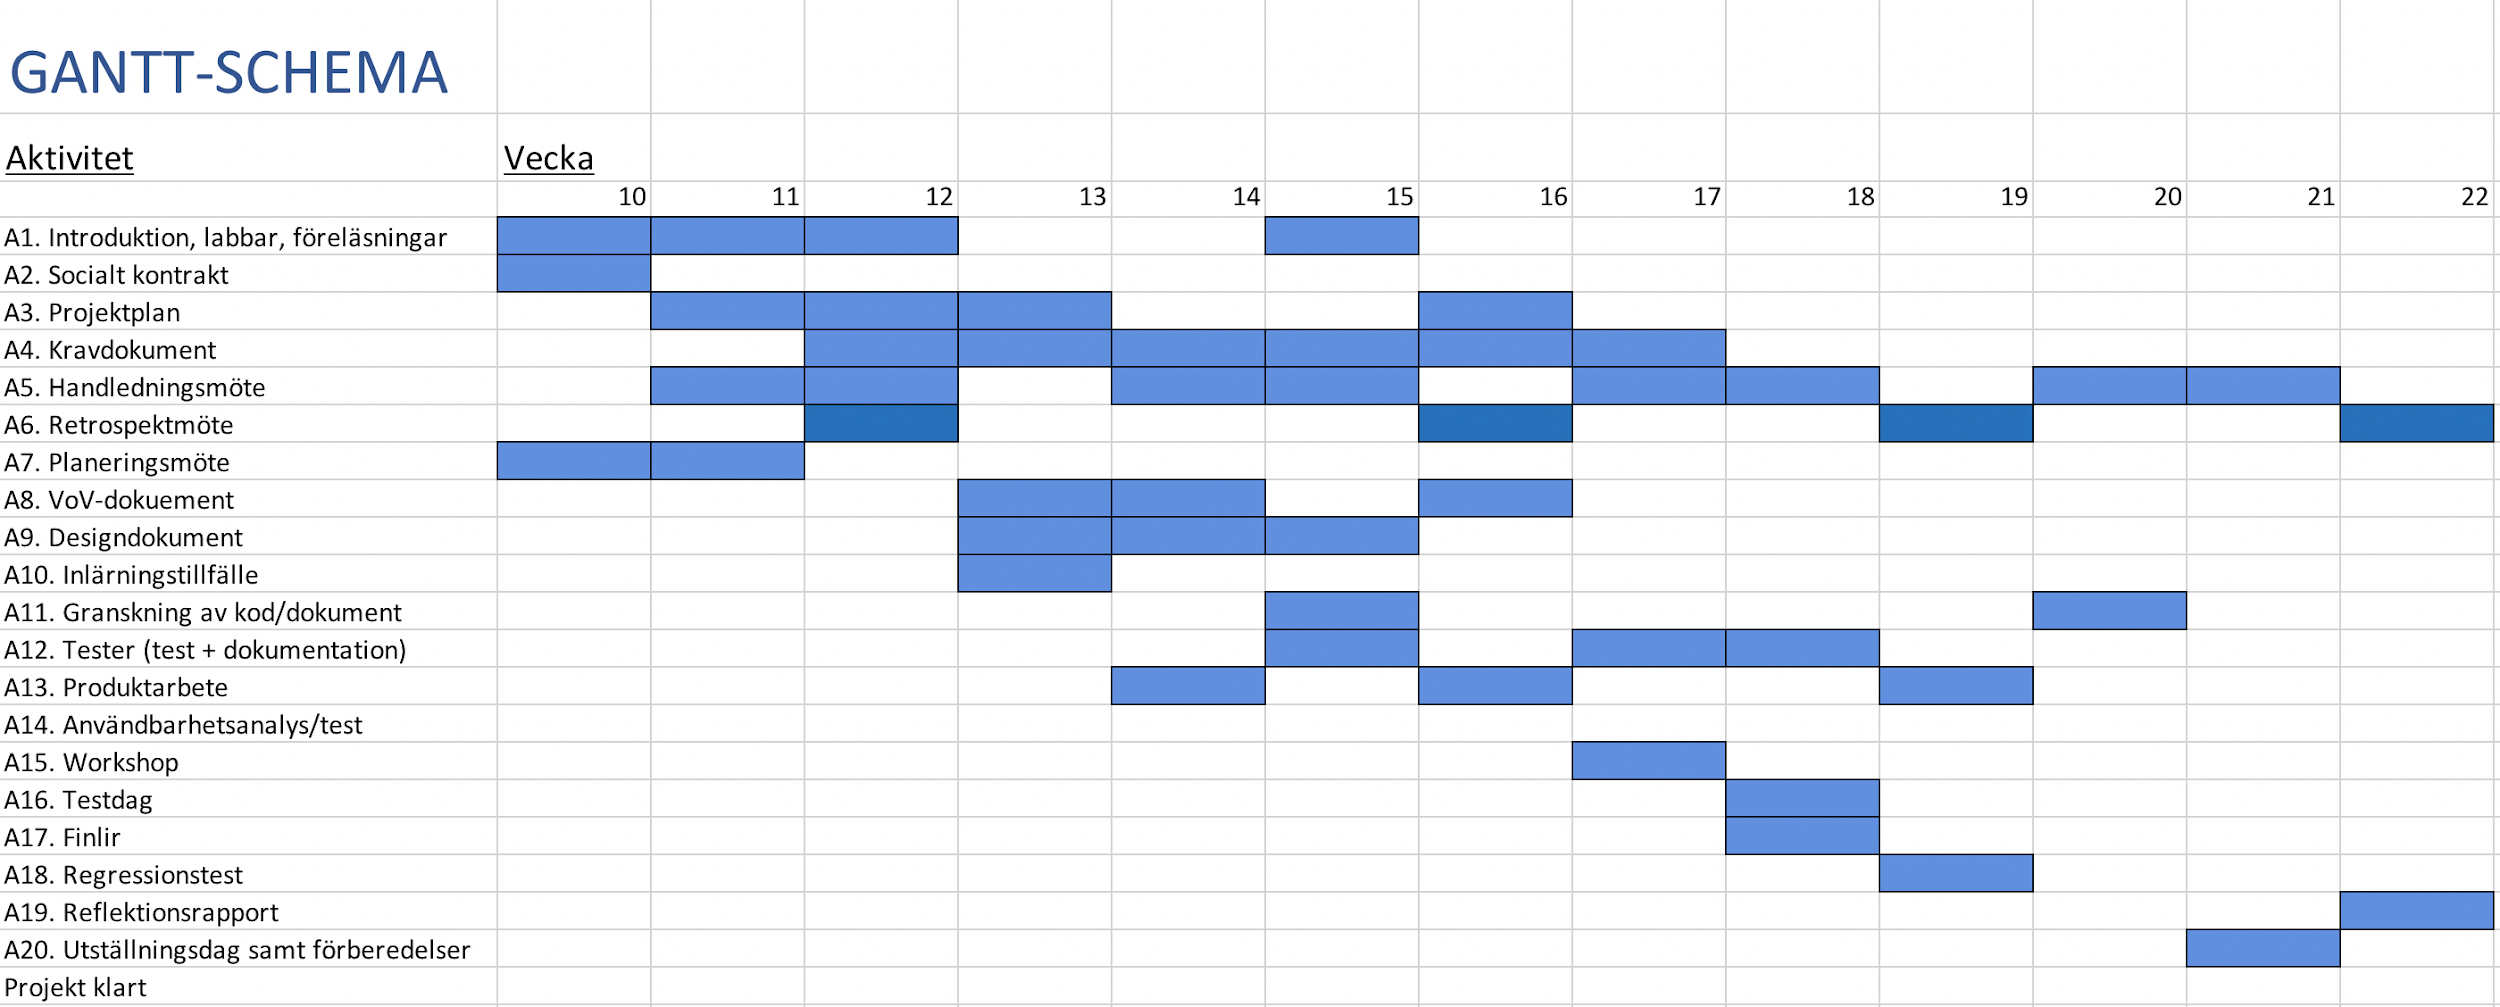 GANTT-SCHEMA
Aktivitet Vecka
10 11 12 13 14 15 16 17 18 19 20 21 22
A1. Introduktion, labbar, föreläsningar
A2. Socialt kontrakt
A3. Projektplan
A4. Kravdokument
A5. Handledningsmöte
A6. Retrospektmöte
A7. Planeringsmöte
A8. VoV-dokuement
A9. Designdokument
A10. Inlärningstillfälle
A11. Granskning av kod/dokument
A12. Tester (test + dokumentation)
A13. Produktarbete
A14. Användbarhetsanalys/test
A15. Workshop
A16. Testdag
A17. Finlir
A18. Regressionstest
A19. Reflektionsrapport
A20. Utställningsdag samt förberedelser
Projekt klart